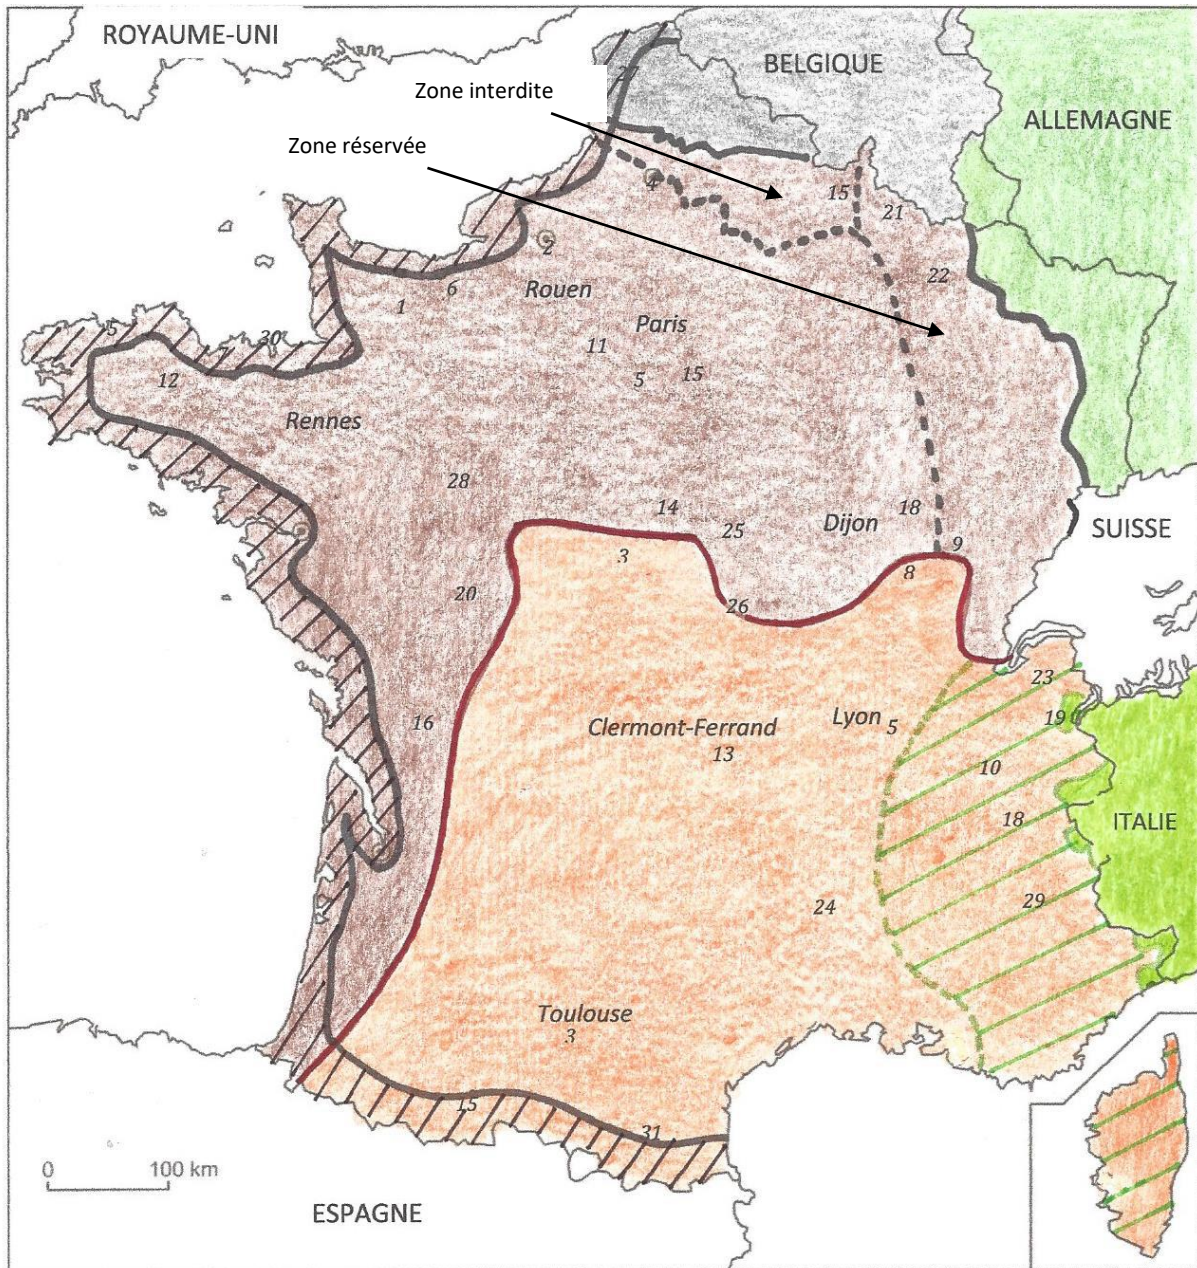 ROYAUME-UNI
BELGIQUE
27
Zone interdite
ALLEMAGNE
Zone réservée
4
15
21
2
22
6
Rouen
1
Paris
5
30
7
11
12
5
15
Rennes
28
14
18
25
Dijon
SUISSE
3
9
8
20
26
23
16
Clermont-Ferrand
Lyon
5
19
13
10
18
ITALIE
24
29
Toulouse
3
15
31
0
100 km
ESPAGNE